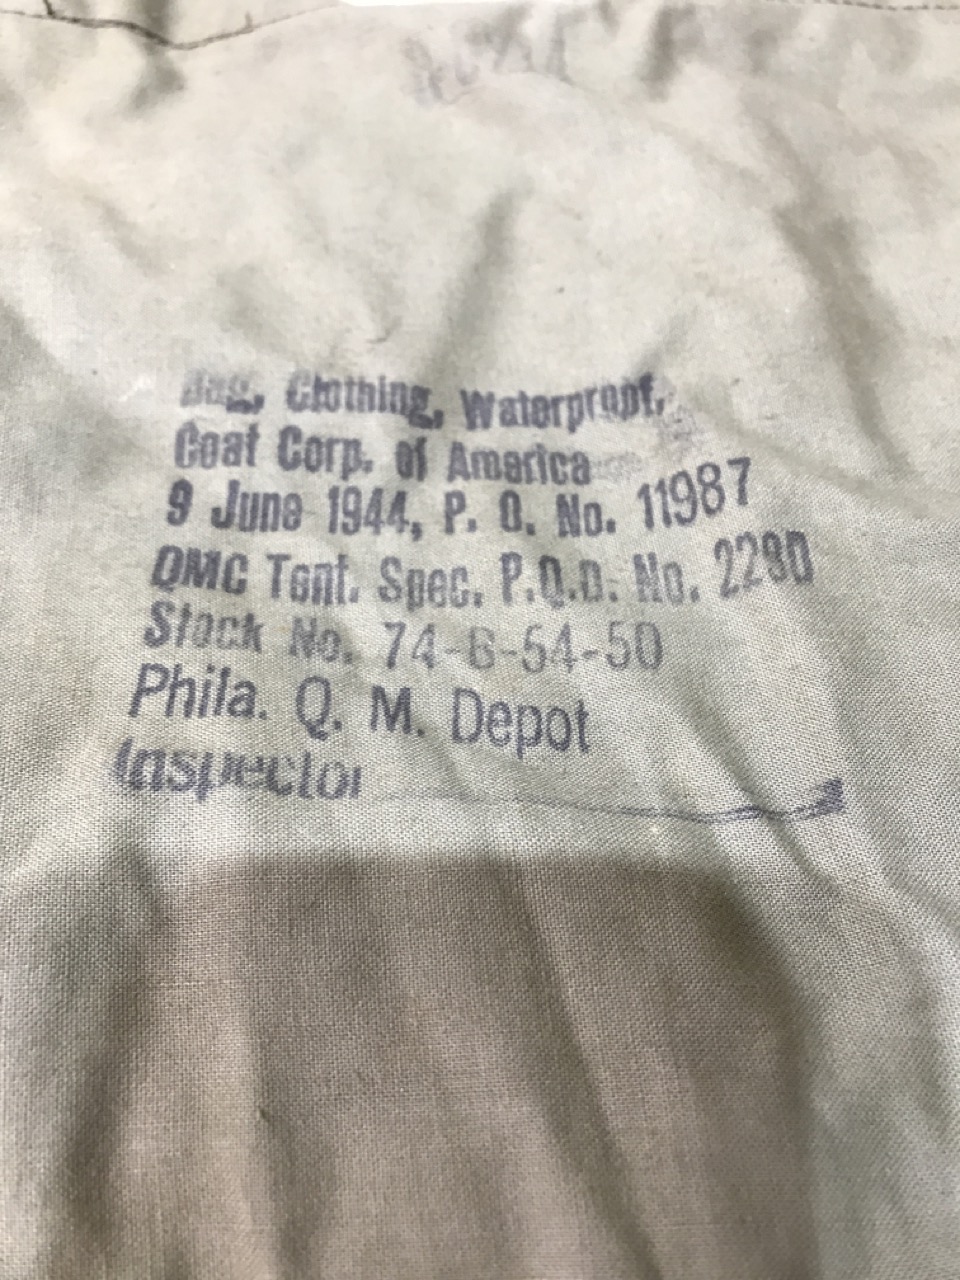 Bag, Clothing, Waterproof,
Coat Corp. of America
9 June 1944, P. O. No. 11987
QMC Tent. Spec. P.Q.D. No. 2280
Stock No. 74-B-54-50
Phila. Q. M. Depot
Inspector